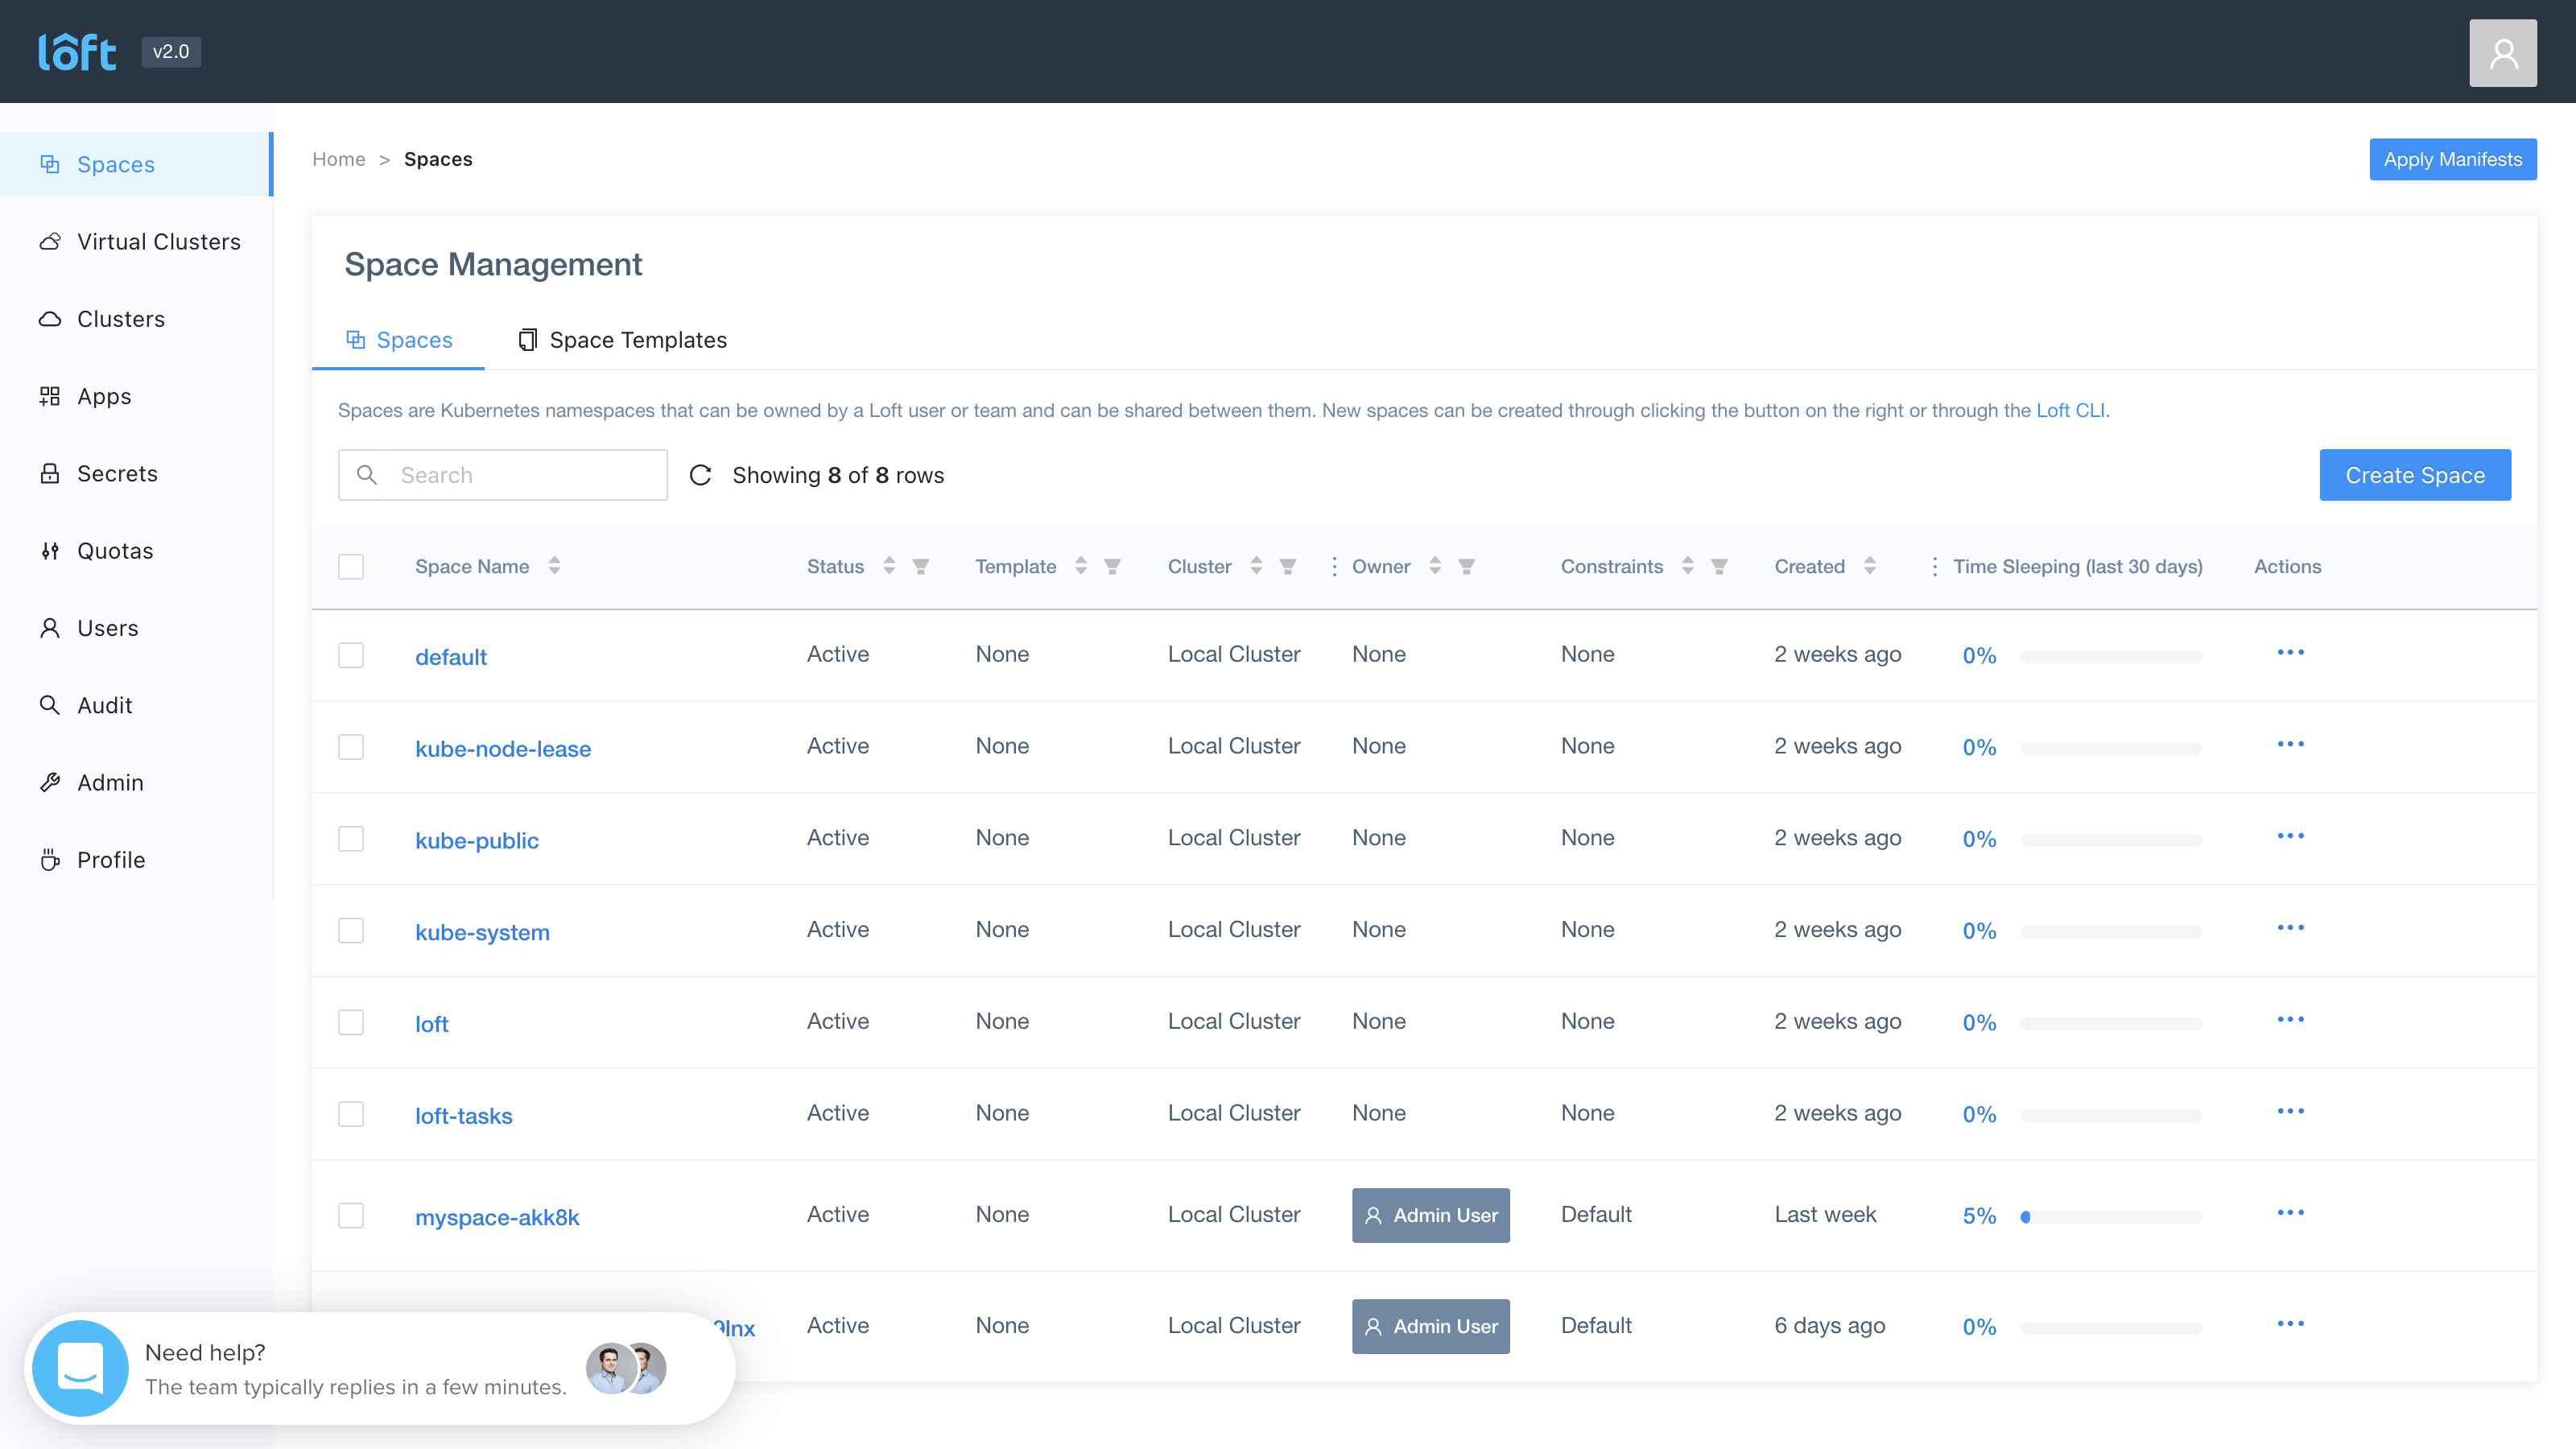 loft v2.0
Spaces
Virtual Clusters
Clusters
Apps
Secrets
Quotas
Users
Audit
Admin
Profile
Home > Spaces
Apply Manifests
Space Management
Spaces Space Templates
Spaces are Kubernetes namespaces that can be owned by a Loft user or team and can be shared between them. New spaces can be created through clicking the button on the right or through the Loft CLI.
Search Showing 8 of 8 rows Create Space
Space Name Status Template Cluster Owner Constraints Created Time Sleeping (last 30 days) Actions
default Active None Local Cluster None None 2 weeks ago 0%
kube-node-lease Active None Local Cluster None None 2 weeks ago 0%
kube-public Active None Local Cluster None None 2 weeks ago 0%
kube-system Active None Local Cluster None None 2 weeks ago 0%
loft Active None Local Cluster None None 2 weeks ago 0%
loft-tasks Active None Local Cluster None None 2 weeks ago 0%
myspace-akk8k Active None Local Cluster Admin User Default Last week 5%
Active None Local Cluster Admin User Default 6 days ago 0%
Need help?
The team typically replies in a few minutes.